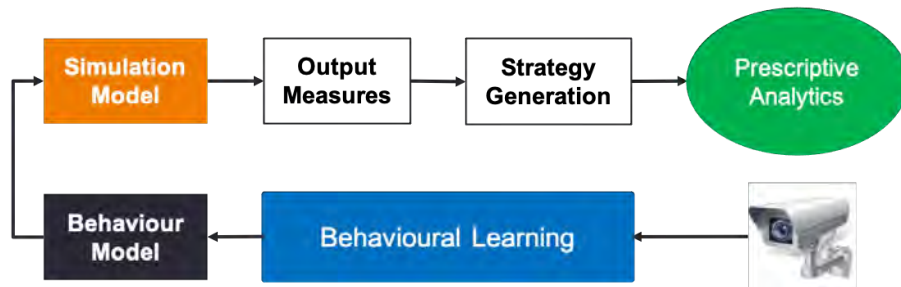 Simulation
Model
Output
Measures
Strategy
Generation
Prescriptive
Analytics
Behaviour
Model
Behavioural Learning